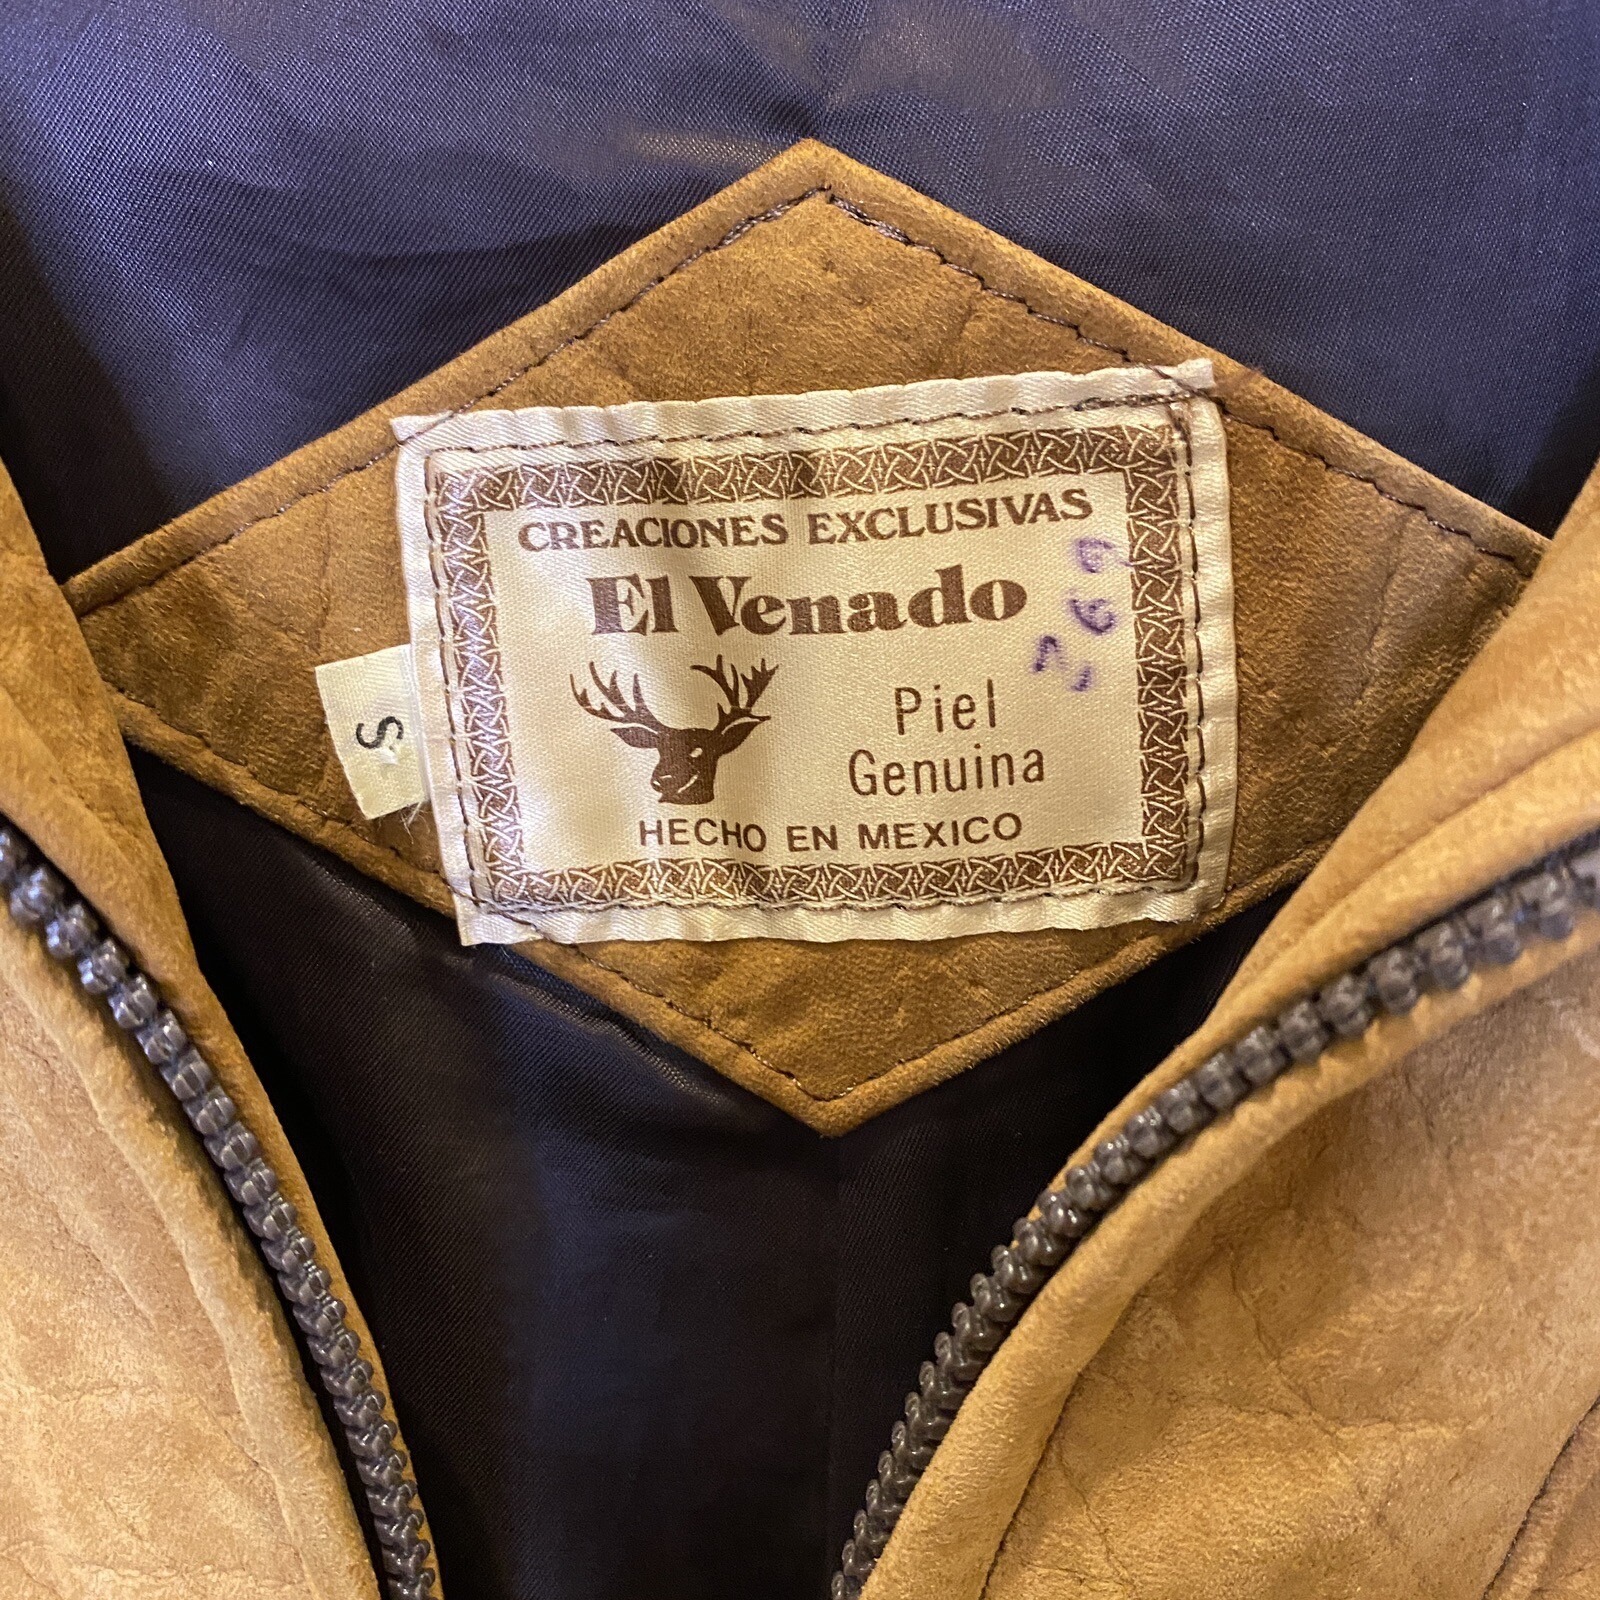 CREACIONES EXCLUSIVAS
El Venado
Piel
Genuina
HECHO EN MEXICO
S